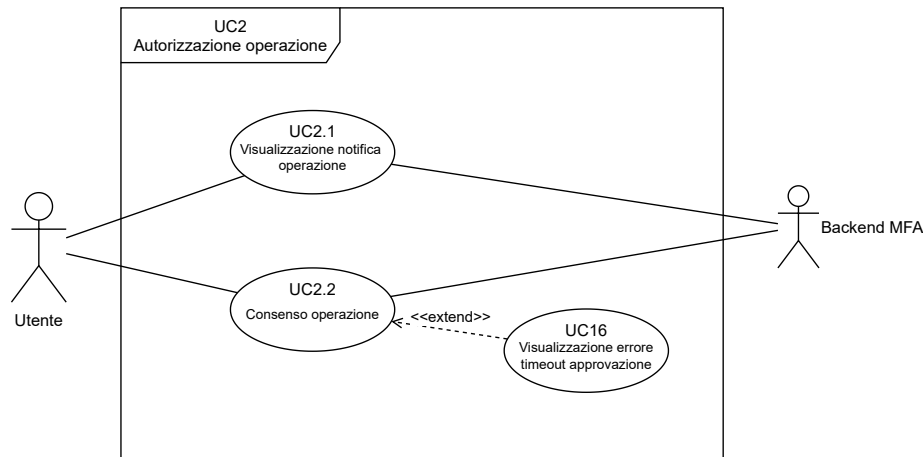 UC2
Autorizzazione operazione
UC2.1
Visualizzazione notifica
operazione
Backend MFA
UC2.2
Consenso operazione
<<extend>>
Utente
UC16
Visualizzazione errore
timeout approvazione